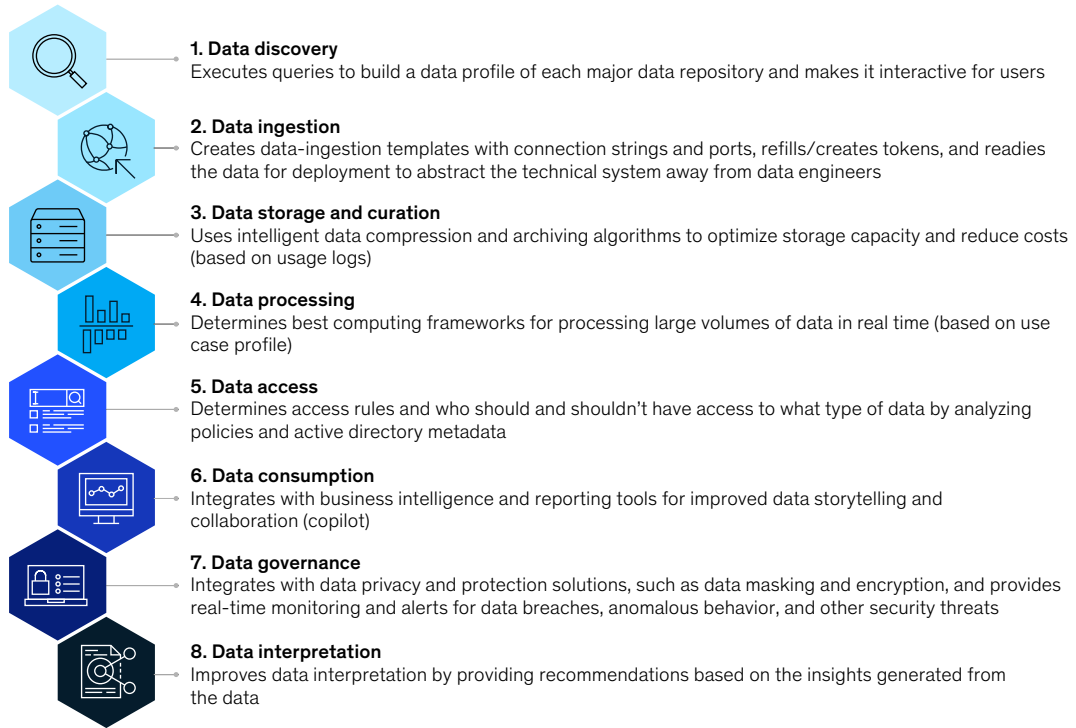 1. Data discovery
Executes queries to build a data profile of each major data repository and makes it interactive for users
2. Data ingestion
Creates data-ingestion templates with connection strings and ports, refills/creates tokens, and readies
the data for deployment to abstract the technical system away from data engineers
3. Data storage and curation
Uses intelligent data compression and archiving algorithms to optimize storage capacity and reduce costs
(based on usage logs)
4. Data processing
Determines best computing frameworks for processing large volumes of data in real time (based on use
case profile)
5. Data access
Determines access rules and who should and shouldn’t have access to what type of data by analyzing
policies and active directory metadata
6. Data consumption
Integrates with business intelligence and reporting tools for improved data storytelling and
collaboration (copilot)
7. Data governance
Integrates with data privacy and protection solutions, such as data masking and encryption, and provides
real-time monitoring and alerts for data breaches, anomalous behavior, and other security threats
8. Data interpretation
Improves data interpretation by providing recommendations based on the insights generated from
the data